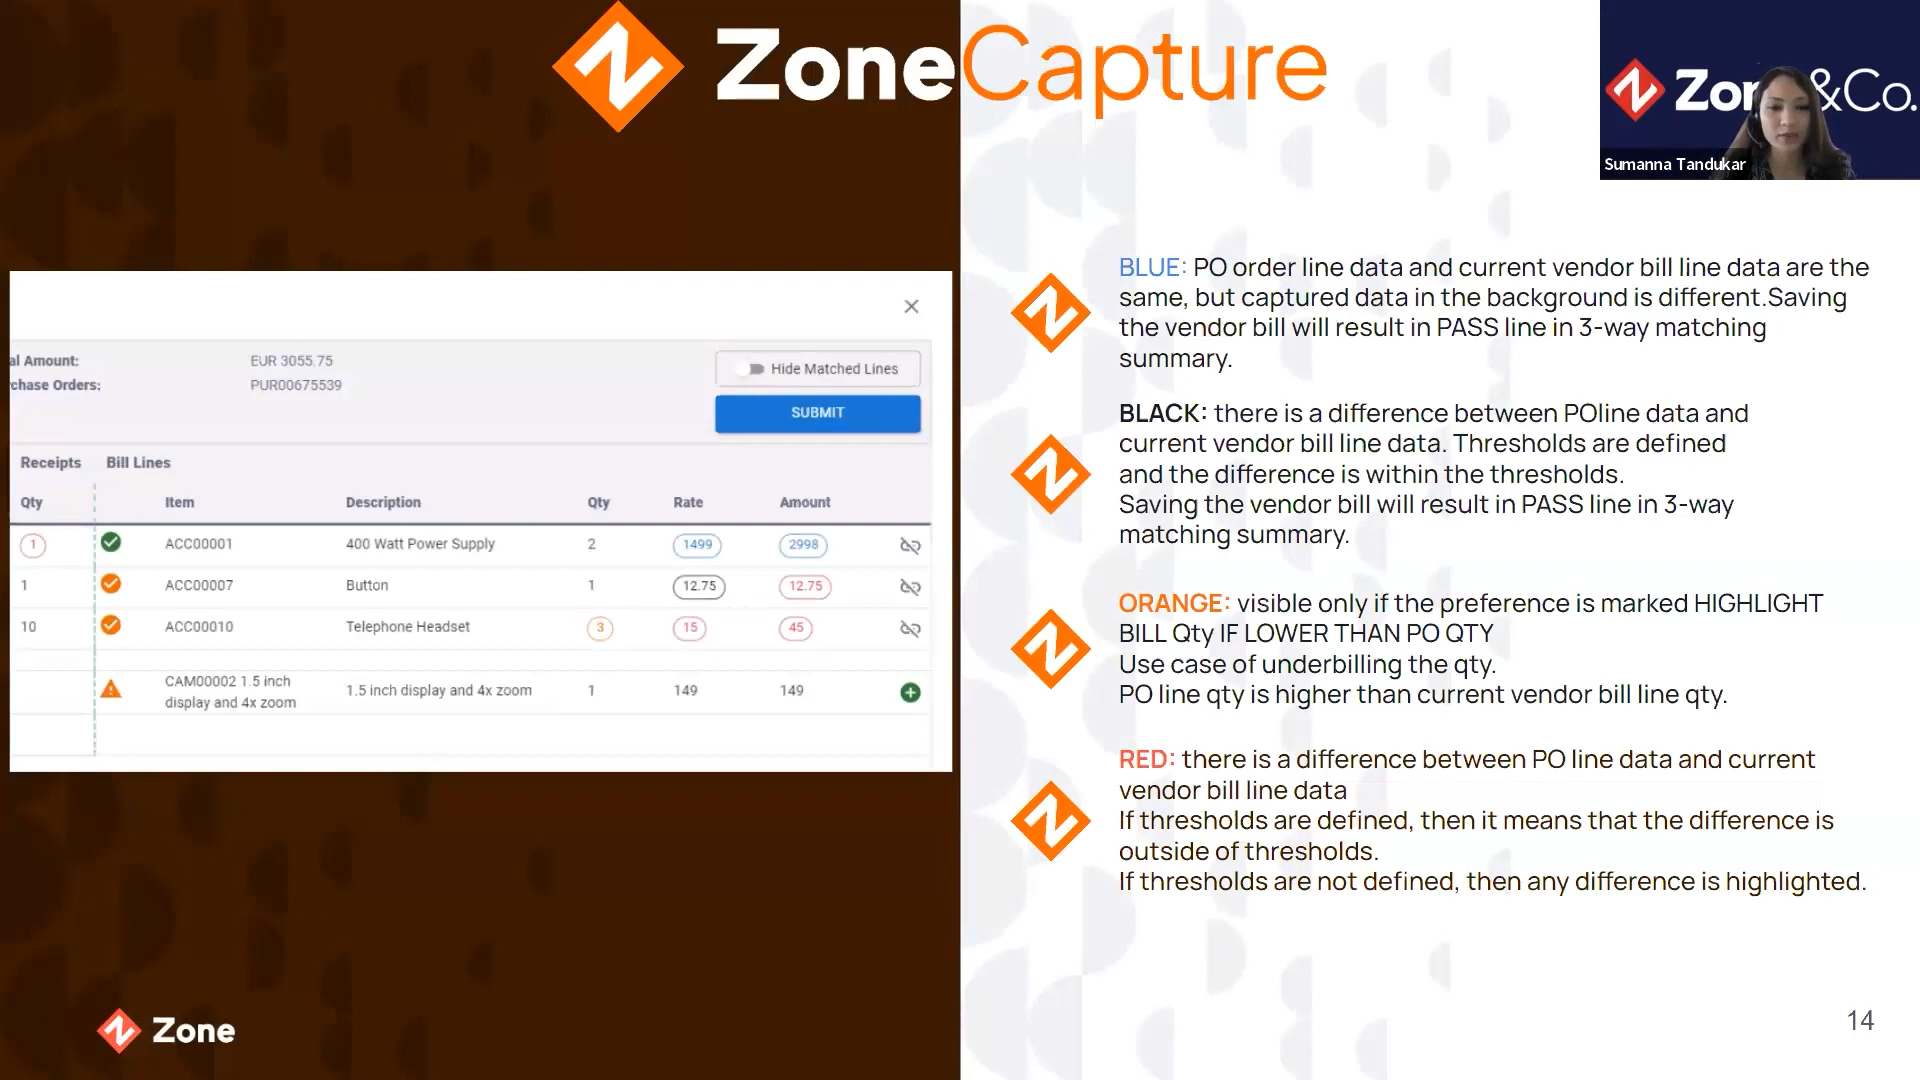 ZoneCapture
Zone&Co.
Sumanna Tandukar
al Amount:
EUR 3055.75
chase Orders:
PUR00675539
Hide Matched Lines
SUBMIT
Receipts
Bill Lines
Qty
Item
Description
Qty
Rate
Amount
1 ACC00001 400 Watt Power Supply 2 1499 2998
1 ACC00007 Button 1 12.75 12.75
10 ACC00010 Telephone Headset 3 15 45
CAM00002 1.5 inch
display and 4x zoom
1.5 inch display and 4x zoom 1 149 149
BLUE: PO order line data and current vendor bill line data are the
same, but captured data in the background is different.Saving
the vendor bill will result in PASS line in 3-way matching
summary.
BLACK: there is a difference between POline data and
current vendor bill line data. Thresholds are defined
and the difference is within the thresholds.
Saving the vendor bill will result in PASS line in 3-way
matching summary.
ORANGE: visible only if the preference is marked HIGHLIGHT
BILL Qty IF LOWER THAN PO QTY
Use case of underbilling the qty.
PO line qty is higher than current vendor bill line qty.
RED: there is a difference between PO line data and current
vendor bill line data
If thresholds are defined, then it means that the difference is
outside of thresholds.
If thresholds are not defined, then any difference is highlighted.
Zone
14